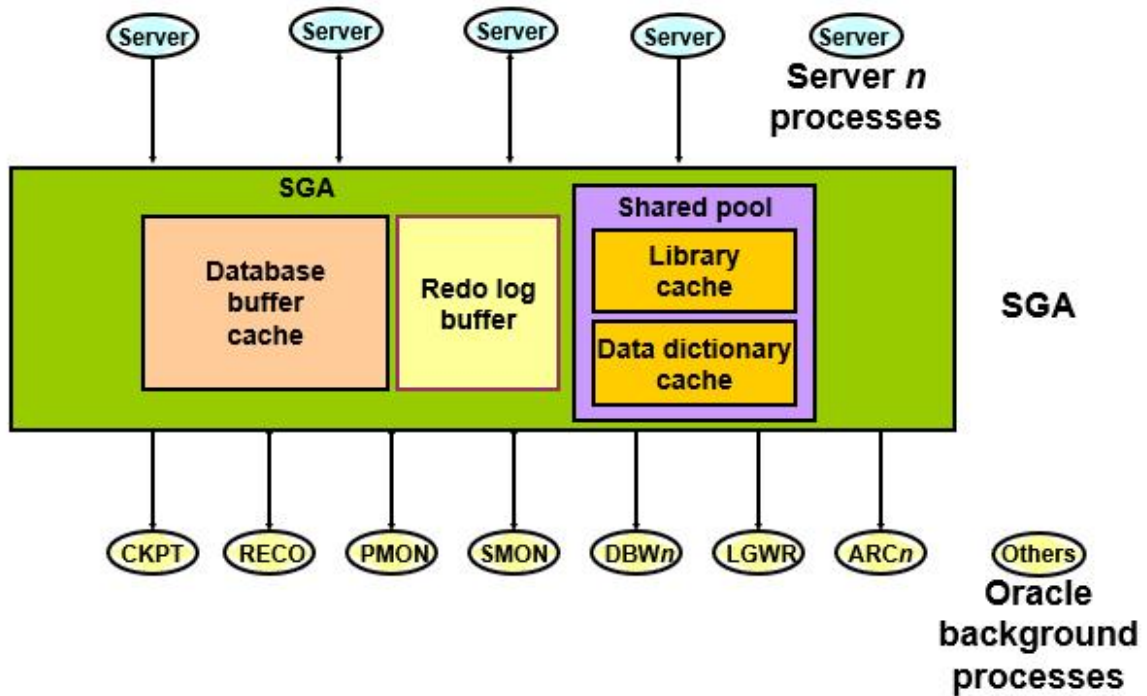 Server
Server
Server
Server
Server
Server n
processes
SGA
Shared pool
Database
buffer
cache
Redo log
buffer
Library
cache
Data dictionary
cache
SGA
CKPT
RECO
PMON
SMON
DBWn
LGWR
ARCn
Others
Oracle
background
processes